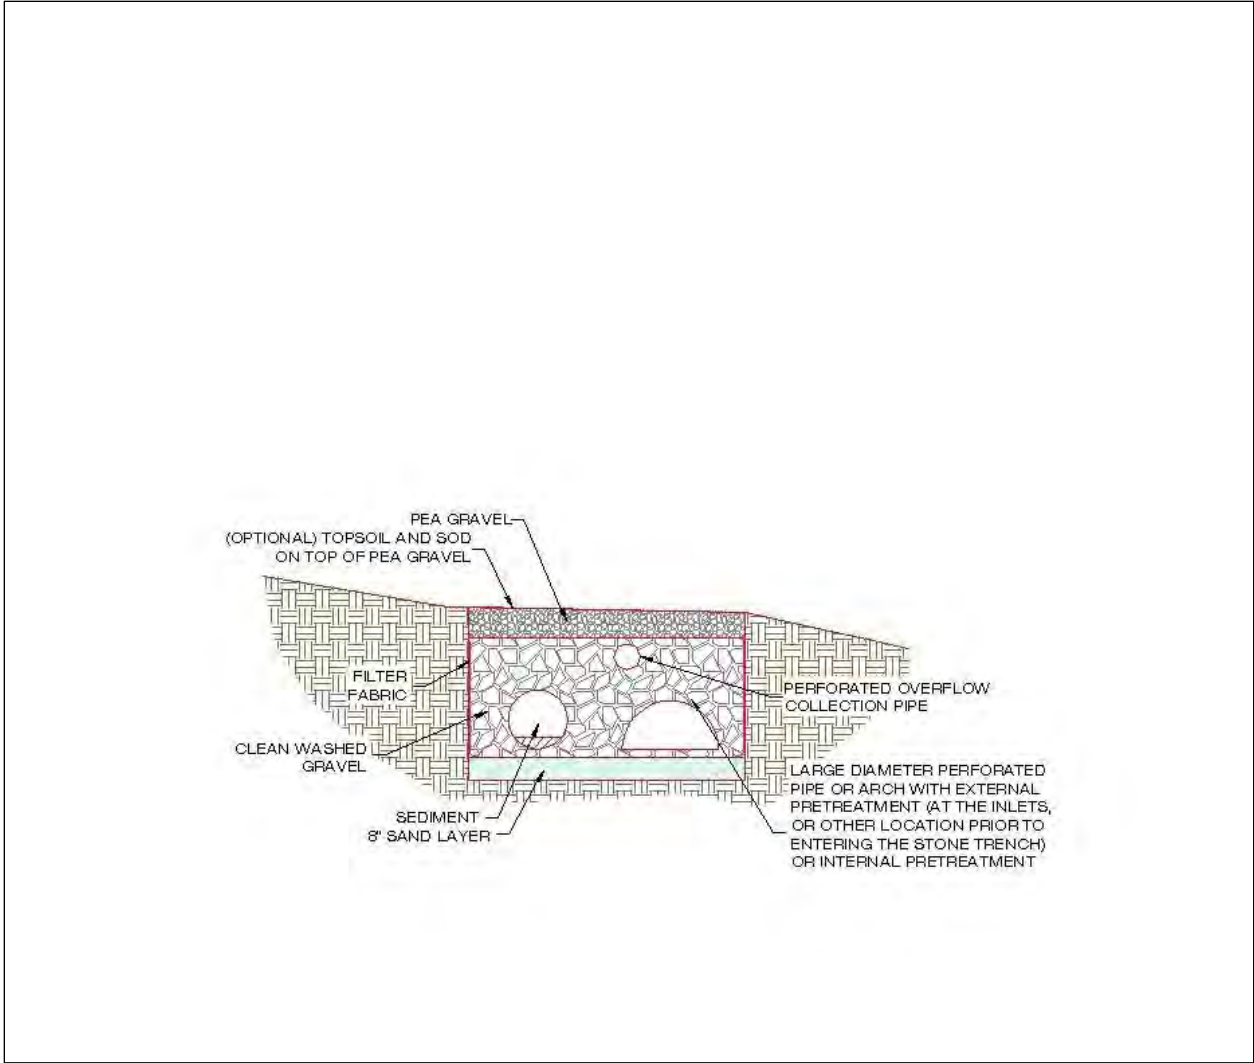 PEA GRAVEL
(OPTIONAL) TOPSOIL AND SOD
ON TOP OF PEA GRAVEL
FILTER
FABRIC
CLEAN WASHED
GRAVEL
SEDIMENT
8" SAND LAYER
PERFORATED OVERFLOW
COLLECTION PIPE
LARGE DIAMETER PERFORATED
PIPE OR ARCH WITH EXTERNAL
PRETREATMENT (AT THE INLETS,
OR OTHER LOCATION PRIOR TO
ENTERING THE STONE TRENCH)
OR INTERNAL PRETREATMENT